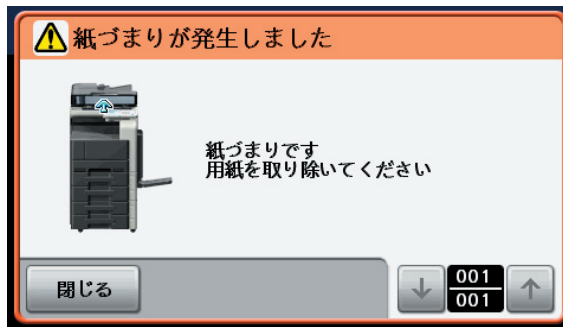 紙づまりが発生しました
紙づまりです
用紙を取り除いてください
閉じる
001
001